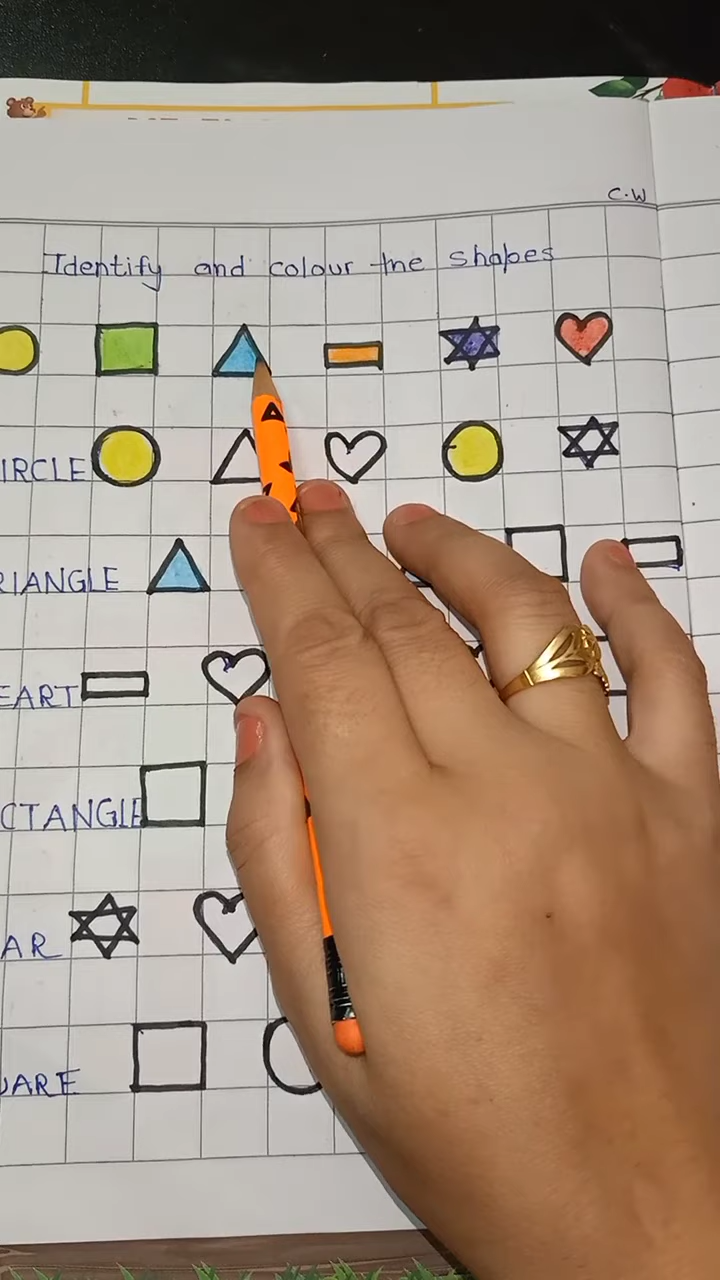 C.W
Identify and colour the shapes
IRCLE
RIANGLE
EART
CTANGLE
AR
UARE